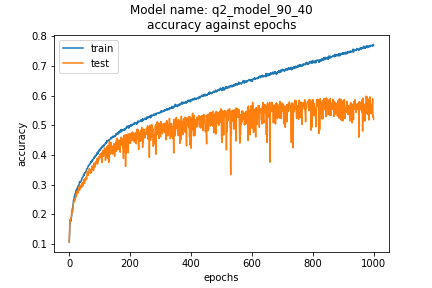 Model name: q2_model_90_40
accuracy against epochs
train
test
accuracy
0.8
0.7
0.6
0.5
0.4
0.3
0.2
0.1
0
200
400
600
800
1000
epochs